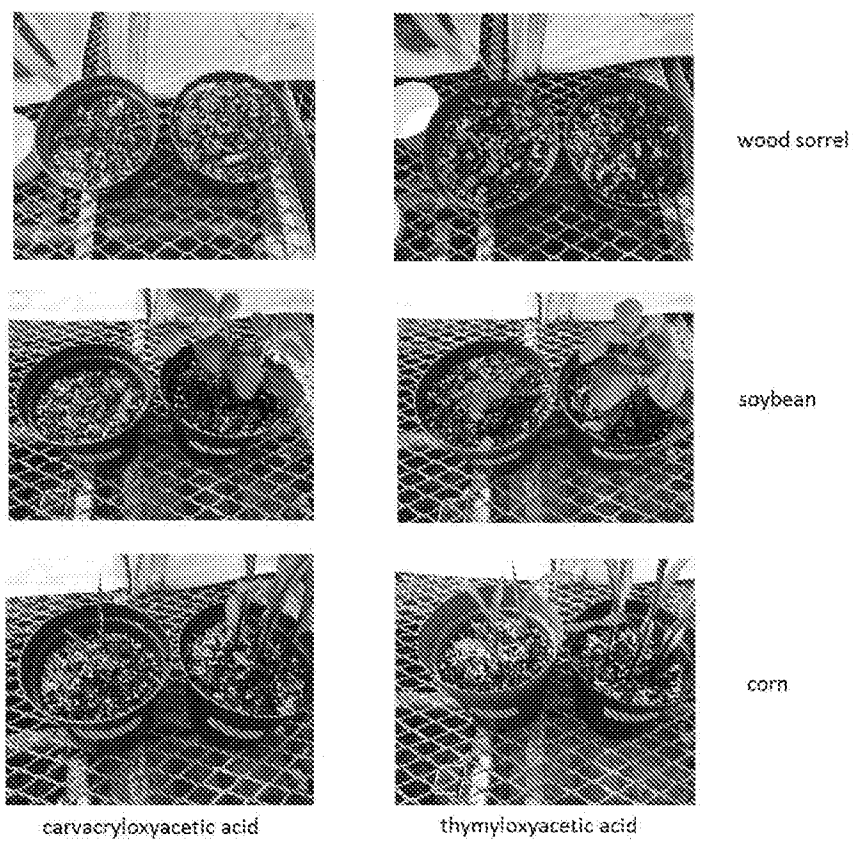 wood sorrel
soybean
corn
carvacryloxyacetic acid
thymyloxyacetic acid